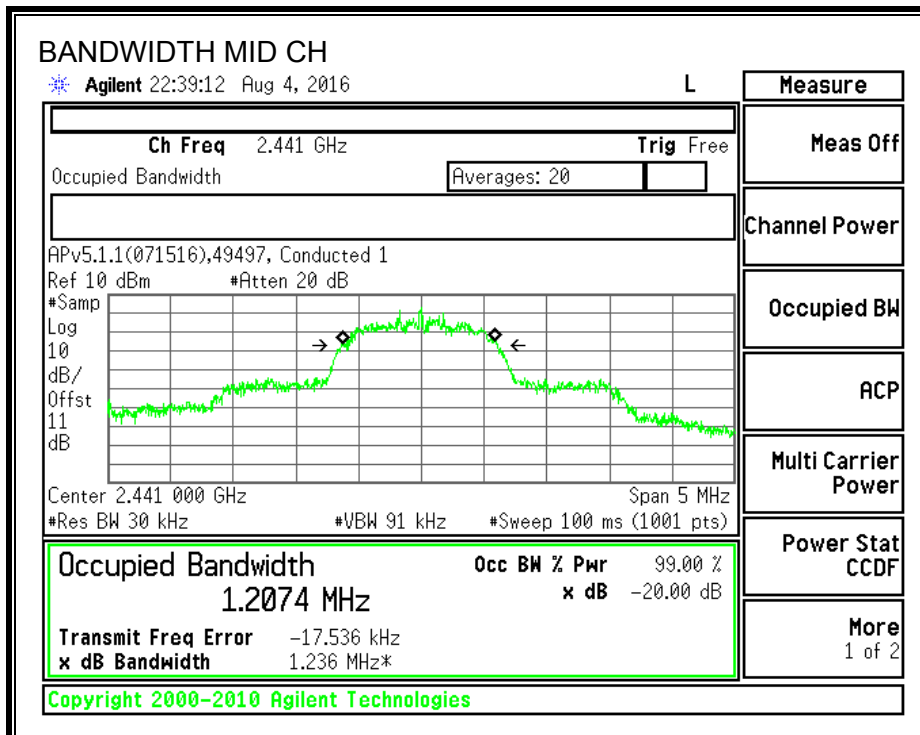 BANDWIDTH MID CH
Agilent 22:39:12 Aug 4, 2016 L
Measure
Ch Freq 2.441 GHz Trig Free
Meas Off
Occupied Bandwidth Averages: 20
Channel Power
APv5.1.1(071516),49497, Conducted 1
Ref 10 dBm #Atten 20 dB
#Samp
Log
10
dB/
Offst
11
dB
Occupied BW
ACP
Multi Carrier
Power
Center 2.441 000 GHz Span 5 MHz
#Res BW 30 kHz #VBW 91 kHz #Sweep 100 ms (1001 pts)
Power Stat
CCDF
Occupied Bandwidth Occ BW % Pwr 99.00 %
1.2074 MHz x dB -20.00 dB
Transmit Freq Error -17.536 kHz
x dB Bandwidth 1.236 MHz*
More
1 of 2
Copyright 2000-2010 Agilent Technologies